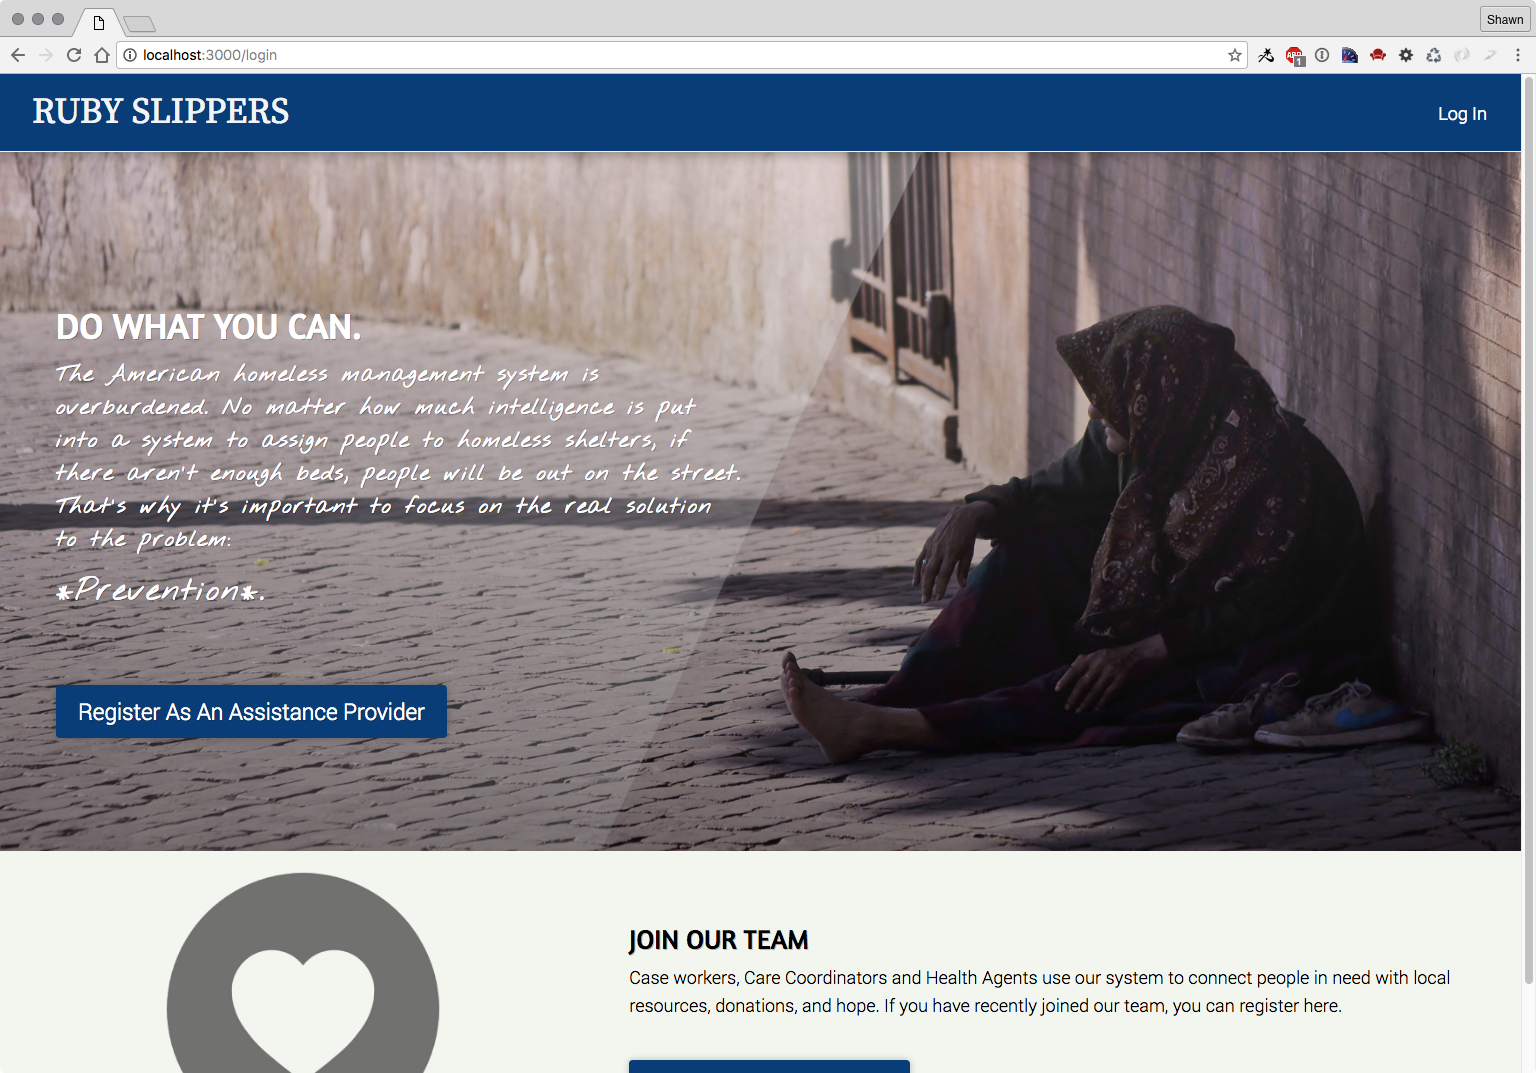 Shawn
localhost:3000/login
ABP
1
RUBY SLIPPERS
Log In
DO WHAT YOU CAN.
The American homeless management system is
overburdened. No matter how much intelligence is put
into a system to assign people to homeless shelters, if
there aren't enough beds, people will be out on the street.
That's why it's important to focus on the real solution
to the problem:
*Prevention*.
Register As An Assistance Provider
JOIN OUR TEAM
Case workers, Care Coordinators and Health Agents use our system to connect people in need with local
resources, donations, and hope. If you have recently joined our team, you can register here.